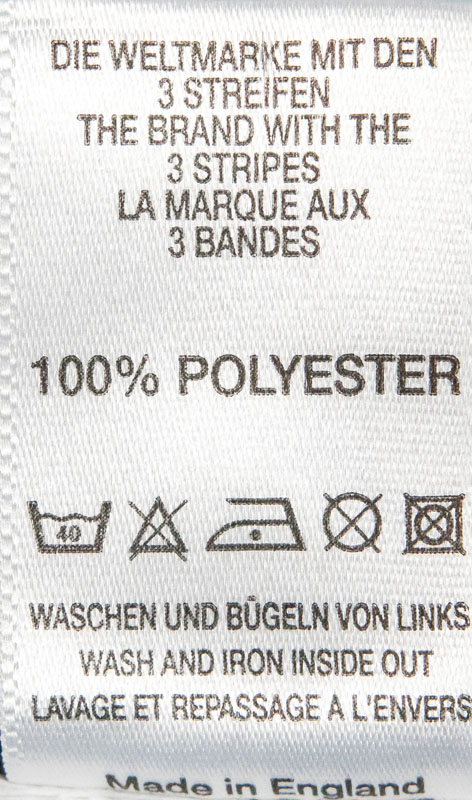 DIE WELTMARKE MIT DEN
3 STREIFEN
THE BRAND WITH THE
3 STRIPES
LA MARQUE AUX
3 BANDES
100% POLYESTER
40
WASCHEN UND BÜGELN VON LINKS
WASH AND IRON INSIDE OUT
LAVAGE ET REPASSAGE A L'ENVERS
Made in England